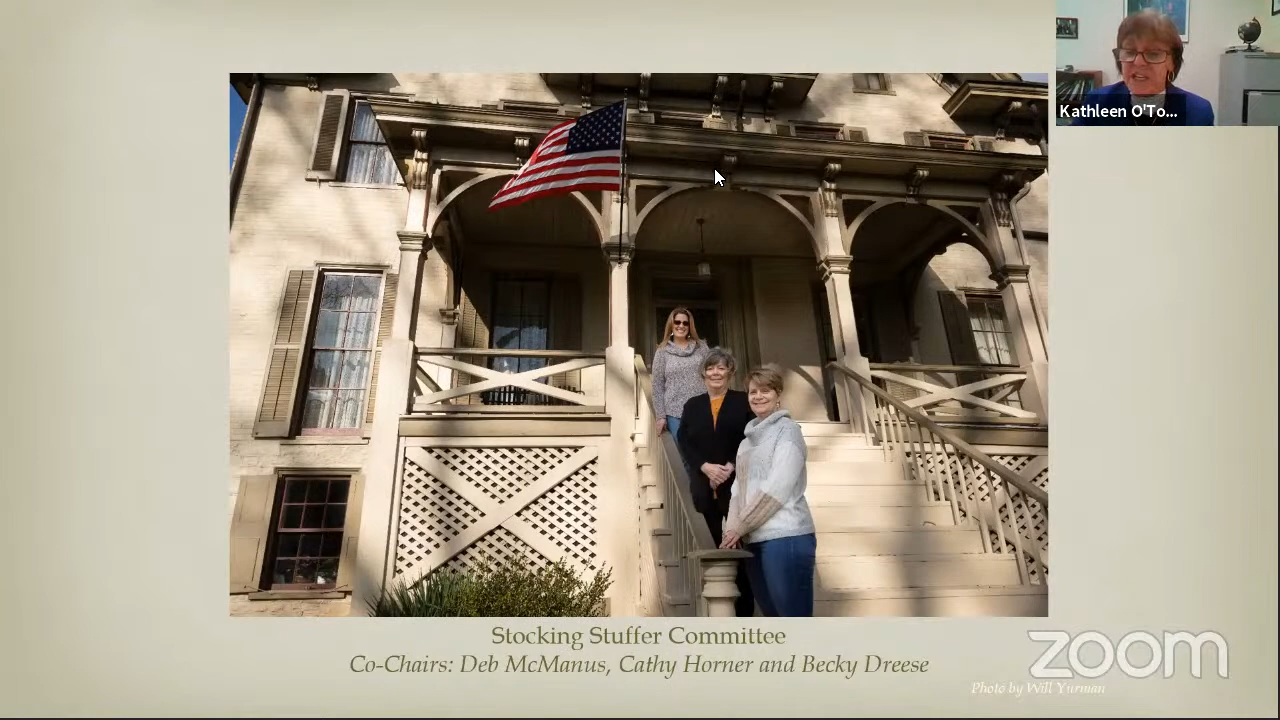 Kathleen O'To...
Stocking Stuffer Committee
Co-Chairs: Deb McManus, Cathy Horner and Becky Dreese
zoom
Photo by Will Yurman